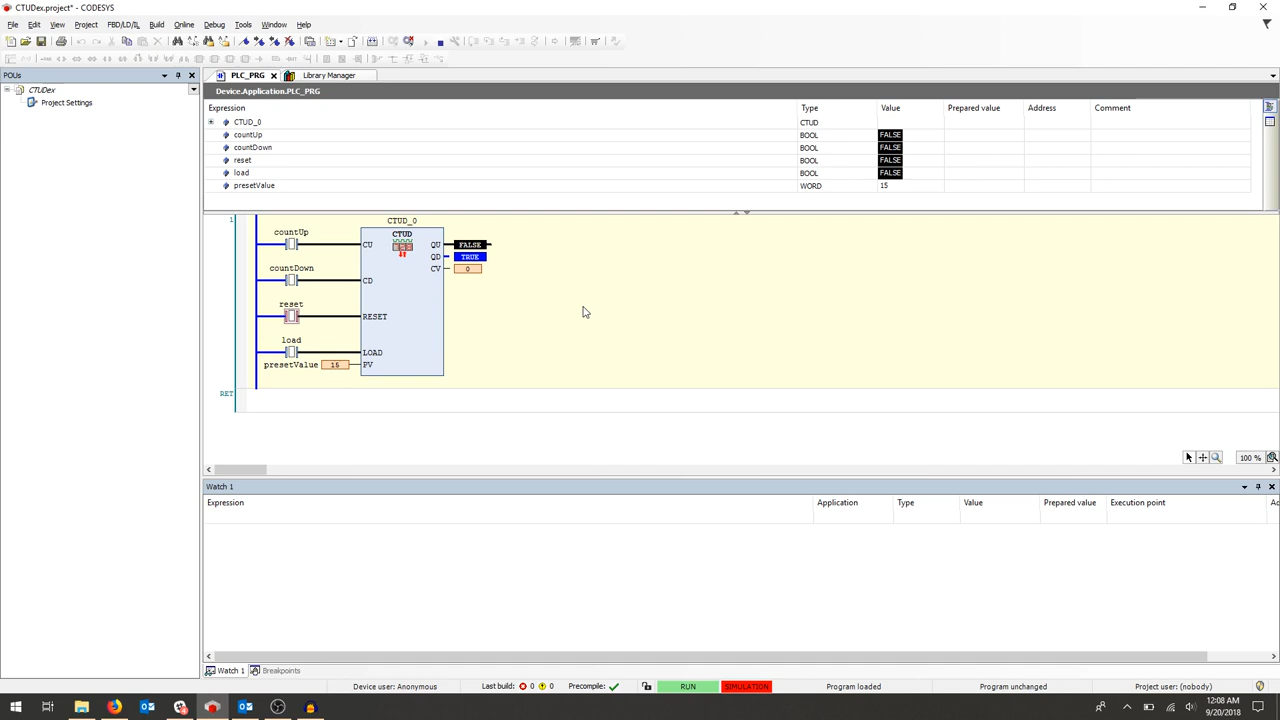 CTUDex.project* - CODESYS
File Edit View Project FBD/LD/IL Build Online Debug Tools Window Help
POUs
CTUDex
Project Settings
PLC_PRG
Library Manager
Device.Application.PLC_PRG
Expression Type Value Prepared value Address Comment
CTUD_0 CTUD
countUp BOOL FALSE
countDown BOOL FALSE
reset BOOL FALSE
load BOOL FALSE
presetValue WORD 15
1
CTUD_0
countUp CTUD
CU QU FALSE
QD TRUE
countDown CV 0
CD
reset
RESET
load
LOAD
presetValue 15 PV
RET
100 %
Watch 1
Expression Application Type Value Prepared value Execution point Ad
Watch 1 Breakpoints
Device user: Anonymous Last build: 0 0 Precompile: RUN SIMULATION Program loaded Program unchanged Project user: (nobody)
12:08 AM
9/20/2018